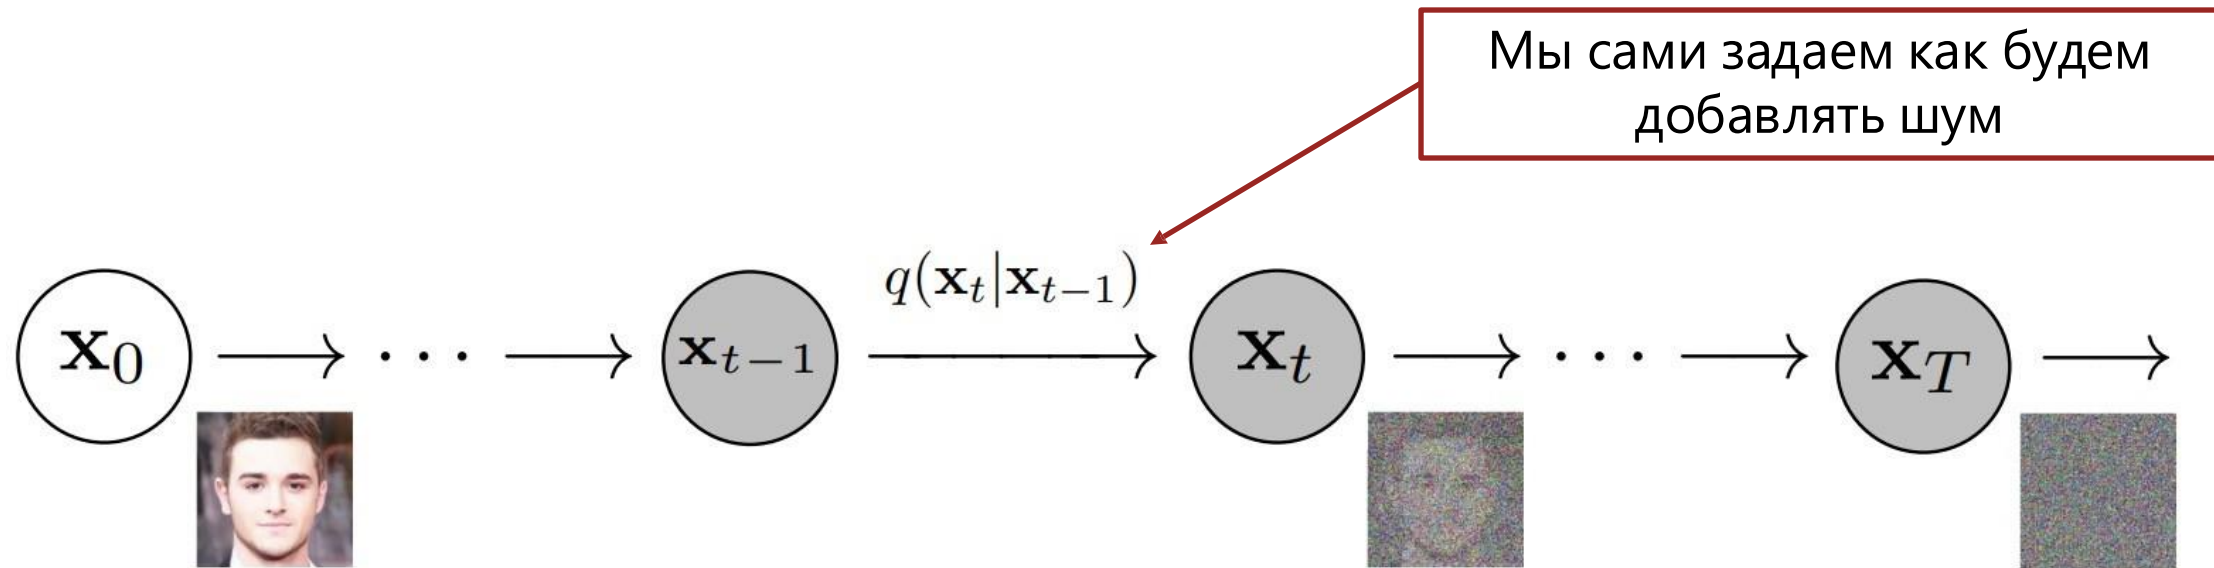 Мы сами задаем как будем
добавлять шум
q(x_t|x_{t-1})
x_0 → ··· → x_{t-1} → x_t → ··· → x_T →